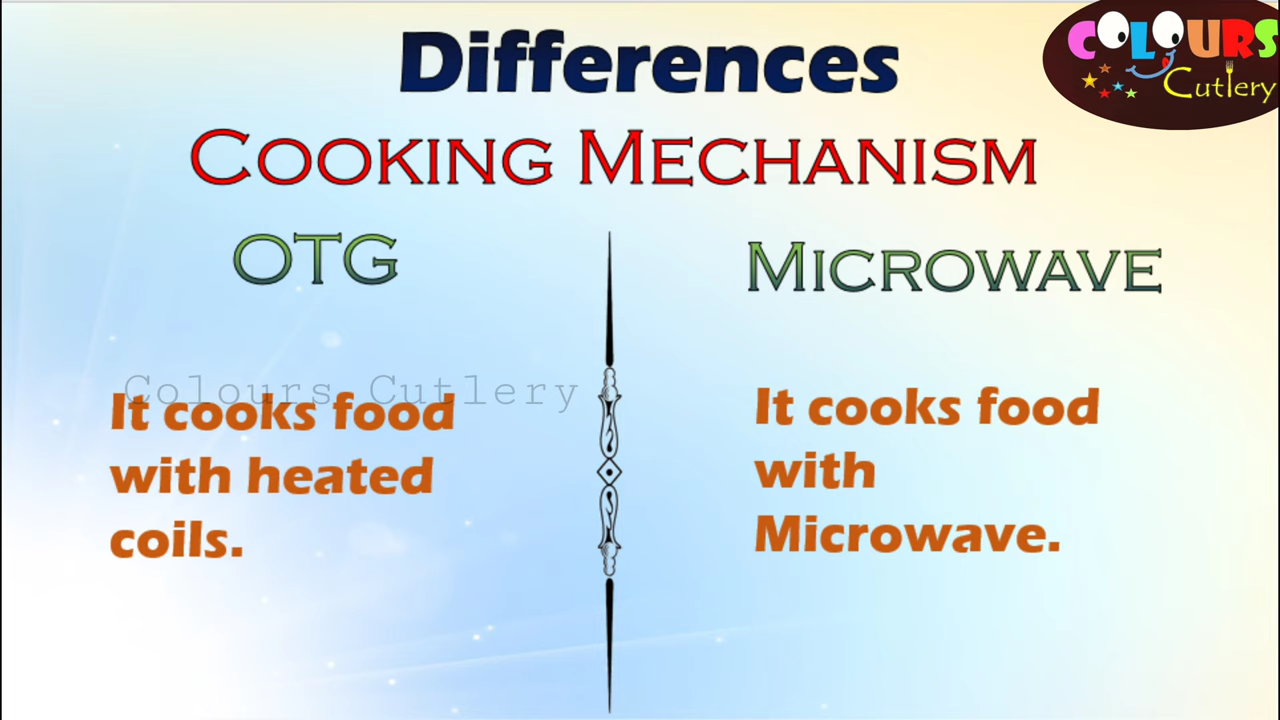 Differences
COLOURS
Cutlery
COOKING MECHANISM
OTG
MICROWAVE
Colours Cutlery
It cooks food
with heated
coils.
It cooks food
with
Microwave.